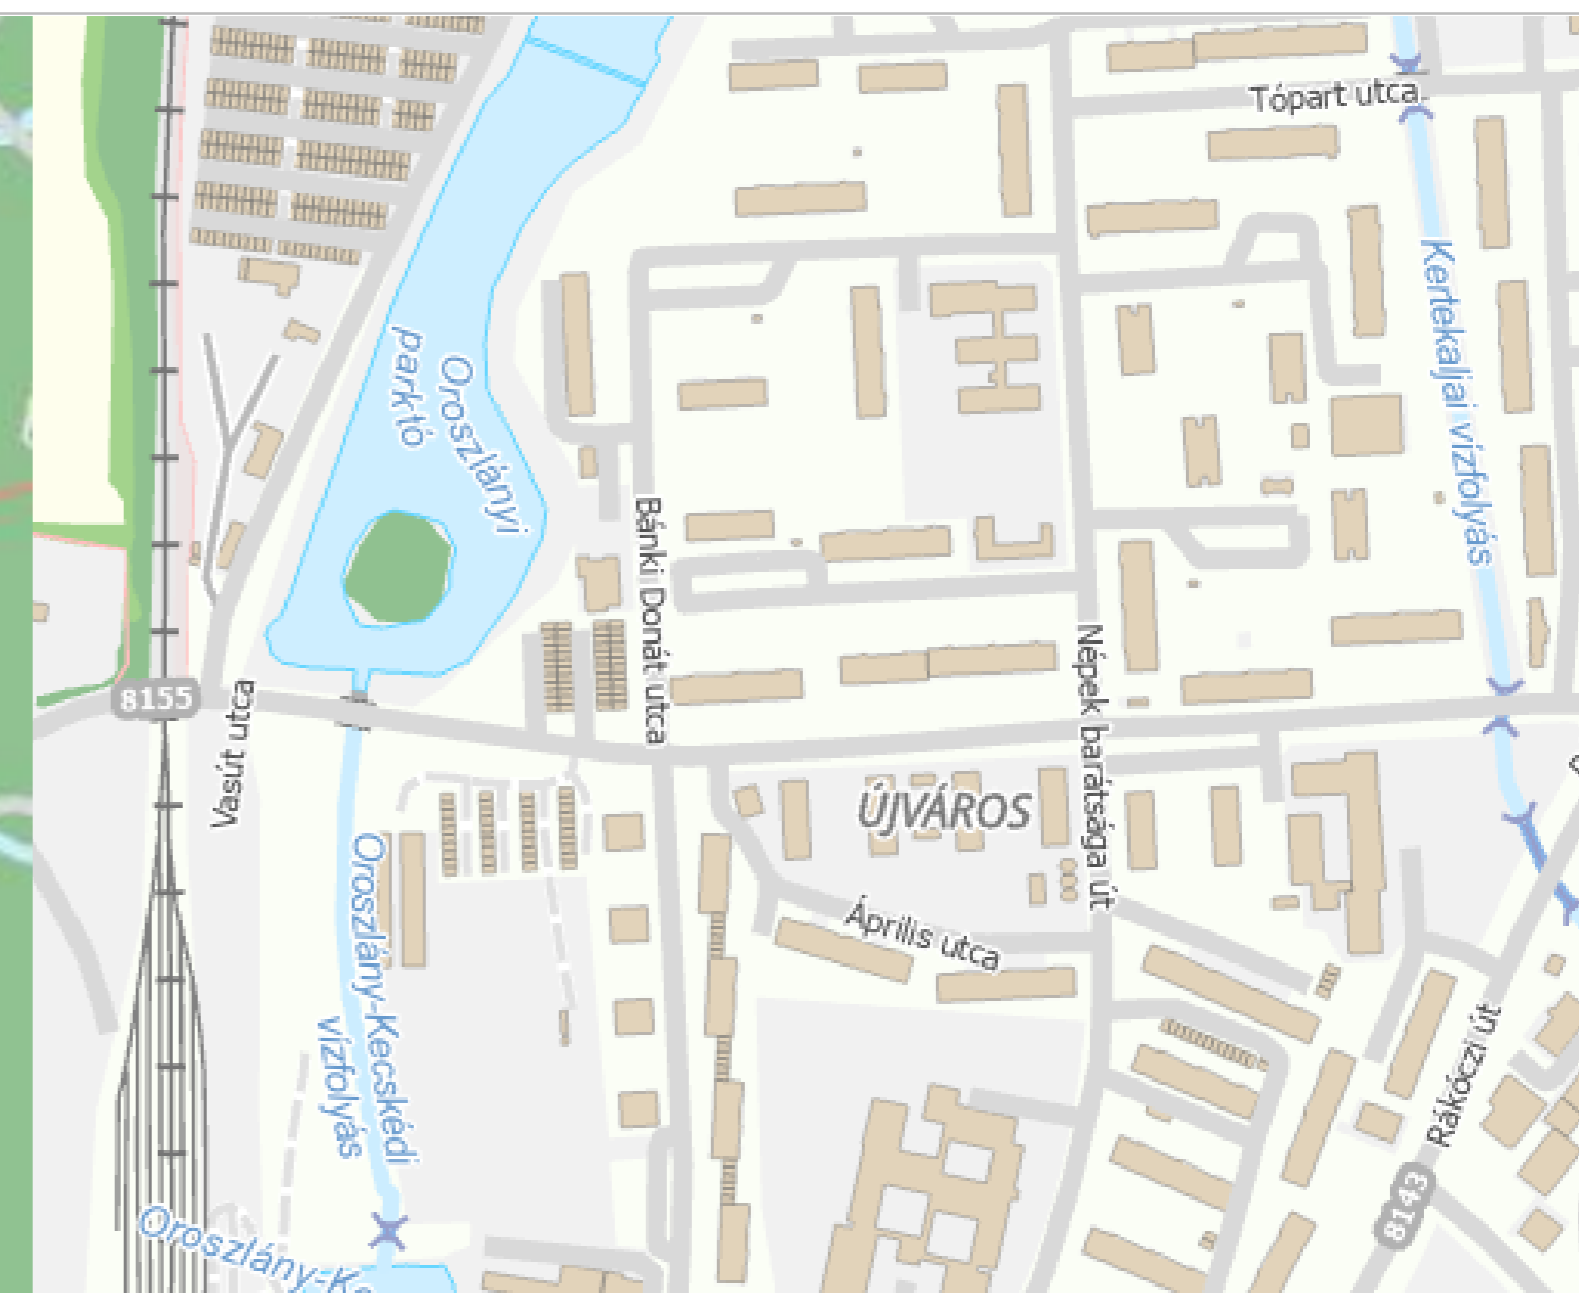 Tópart utca
Kertekaljai vízfolyás
Oroszlányi
parktó
Bánki Donát utca
Népek barátsága út
8155
Vasút utca
ÚJVÁROS
Április utca
Oroszlány-Kecskédi
vízfolyás
Rákóczi út
8143
Oroszlány-Ke